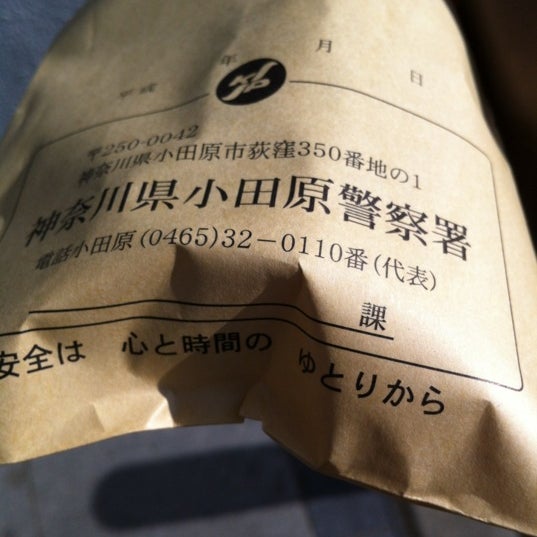 平成 年 月 日
〒250-0042
神奈川県小田原市荻窪350番地の1
神奈川県小田原警察署
電話小田原(0465)32-0110番(代表)
課
安全は 心と時間の ゆとりから